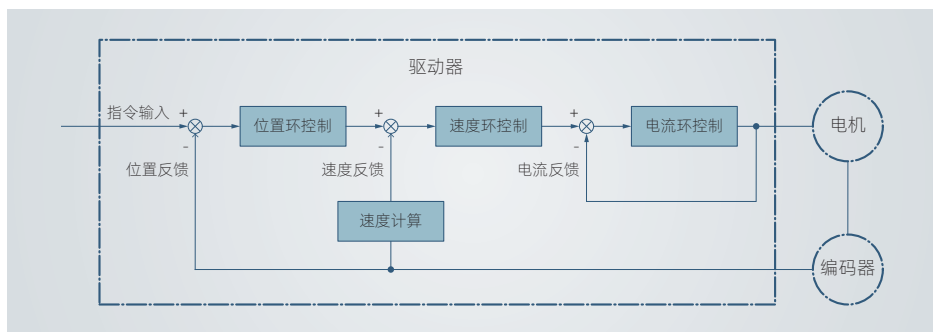 驱动器
指令输入
+
位置环控制
+
速度环控制
+
电流环控制
电机
-
位置反馈
-
速度反馈
-
电流反馈
速度计算
编码器